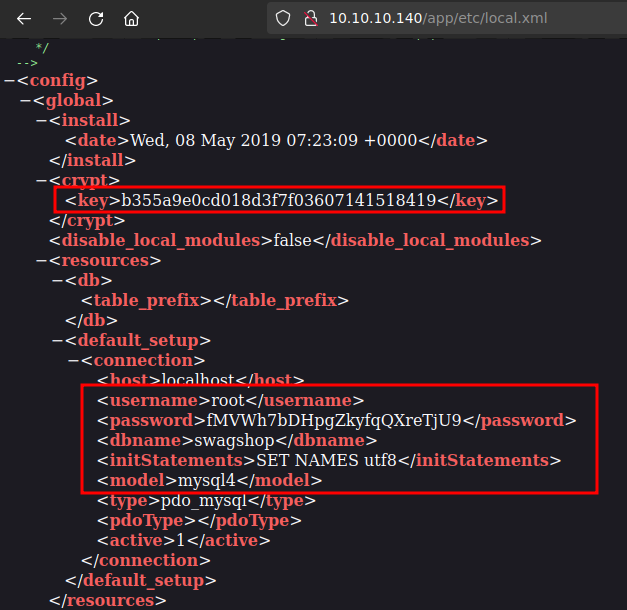 10.10.10.140/app/etc/local.xml
*/
-->
−<config>
−<global>
−<install>
<date>Wed, 08 May 2019 07:23:09 +0000</date>
</install>
−<crypt>
<key>b355a9e0cd018d3f7f03607141518419</key>
</crypt>
<disable_local_modules>false</disable_local_modules>
−<resources>
−<db>
<table_prefix></table_prefix>
</db>
−<default_setup>
−<connection>
<host>localhost</host>
<username>root</username>
<password>fMVWh7bDHpgZkyfqQXreTjU9</password>
<dbname>swagshop</dbname>
<initStatements>SET NAMES utf8</initStatements>
<model>mysql4</model>
<type>pdo_mysql</type>
<pdoType></pdoType>
<active>1</active>
</connection>
</default_setup>
</resources>